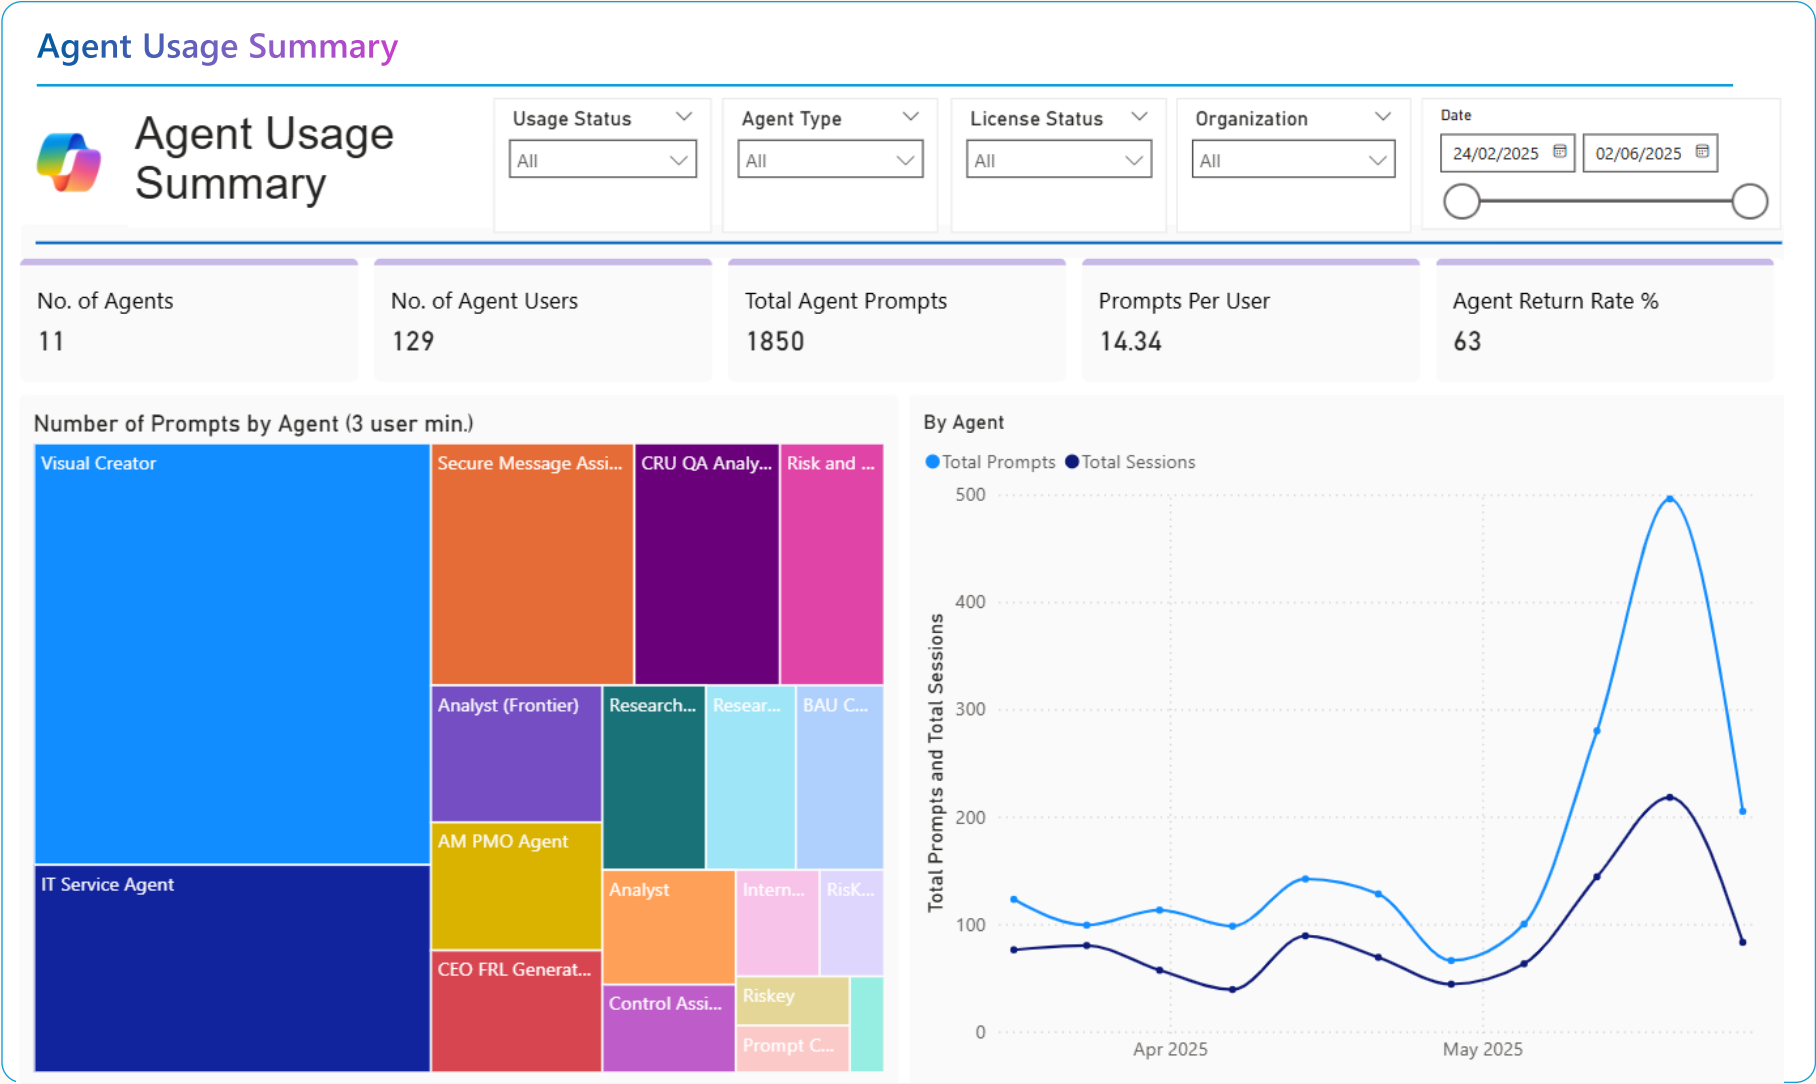 Agent Usage Summary
Agent Usage
Summary
Usage Status
All
Agent Type
All
License Status
All
Organization
All
Date
24/02/2025
02/06/2025
No. of Agents
11
No. of Agent Users
129
Total Agent Prompts
1850
Prompts Per User
14.34
Agent Return Rate %
63
Number of Prompts by Agent (3 user min.)
Visual Creator
Secure Message Assi...
CRU QA Analy...
Risk and ...
Analyst (Frontier)
Research...
Resear...
BAU C...
AM PMO Agent
IT Service Agent
Analyst
Intern...
RisK...
CEO FRL Generat...
Control Assi...
Riskey
Prompt C...
By Agent
Total Prompts
Total Sessions
Total Prompts and Total Sessions
500
400
300
200
100
0
Apr 2025
May 2025